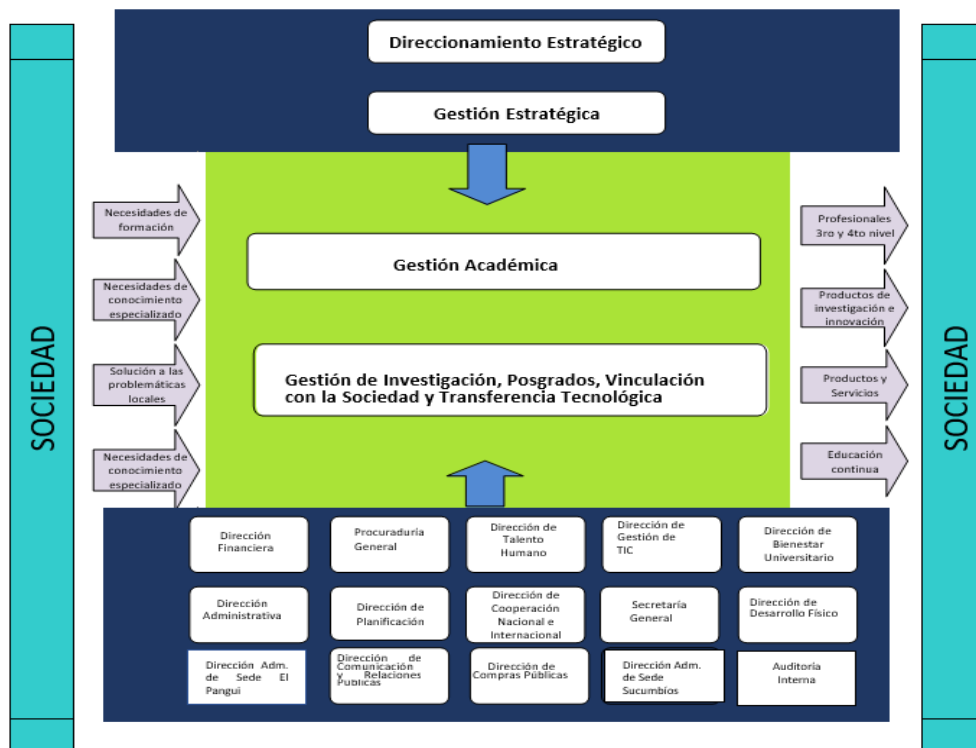 Direccionamiento Estratégico
Gestión Estratégica
SOCIEDAD
Necesidades de
formación
Necesidades de
conocimiento
especializado
Solución a las
problemáticas
locales
Necesidades de
conocimiento
especializado
Gestión Académica
Gestión de Investigación, Posgrados, Vinculación
con la Sociedad y Transferencia Tecnológica
Profesionales
3ro y 4to nivel
Productos de
investigación e
innovación
Productos y
Servicios
Educación
continua
SOCIEDAD
Dirección
Financiera
Procuraduría
General
Dirección de
Talento
Humano
Dirección de
Gestión de
TIC
Dirección de
Bienestar
Universitario
Dirección
Administrativa
Dirección de
Planificación
Dirección de
Cooperación
Nacional e
Internacional
Secretaría
General
Dirección de
Desarrollo Físico
Dirección Adm.
de Sede El
Pangui
Dirección de
Comunicación
y Relaciones
Públicas
Dirección de
Compras Públicas
Dirección Adm.
de Sede
Sucumbíos
Auditoría
Interna